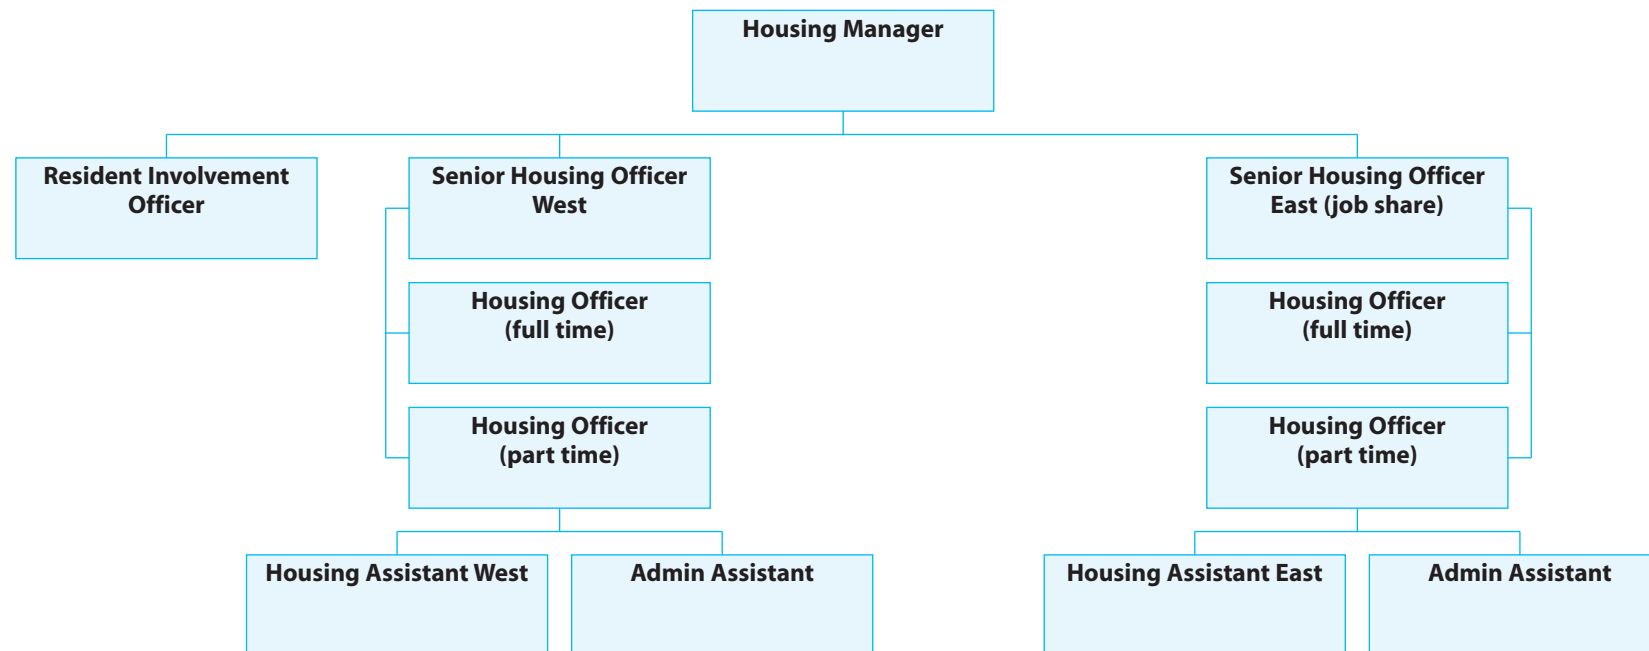 Housing Manager
Resident Involvement
Officer
Senior Housing Officer
West
Senior Housing Officer
East (job share)
Housing Officer
(full time)
Housing Officer
(full time)
Housing Officer
(part time)
Housing Officer
(part time)
Housing Assistant West
Admin Assistant
Housing Assistant East
Admin Assistant